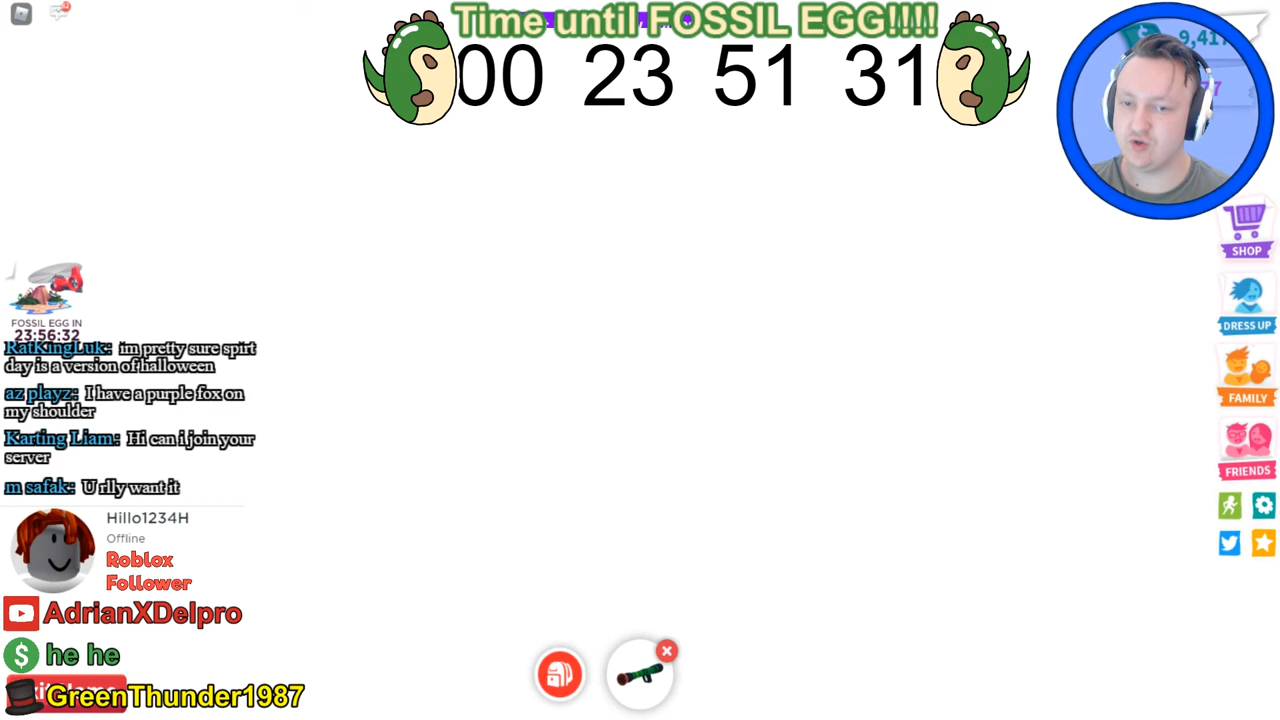 Time until FOSSIL EGG!!!!
00 23 51 31
9,417
SHOP
DRESS UP
FAMILY
FRIENDS
FOSSIL EGG IN
23:56:32
RatKingLuk: im pretty sure spirt
day is a version of halloween
az playz: I have a purple fox on
my shoulder
Karting Liam: Hi can i join your
server
m safak: U rlly want it
Hillo1234H
Offline
Roblox
Follower
AdrianXDelpro
$ he he
GreenThunder1987